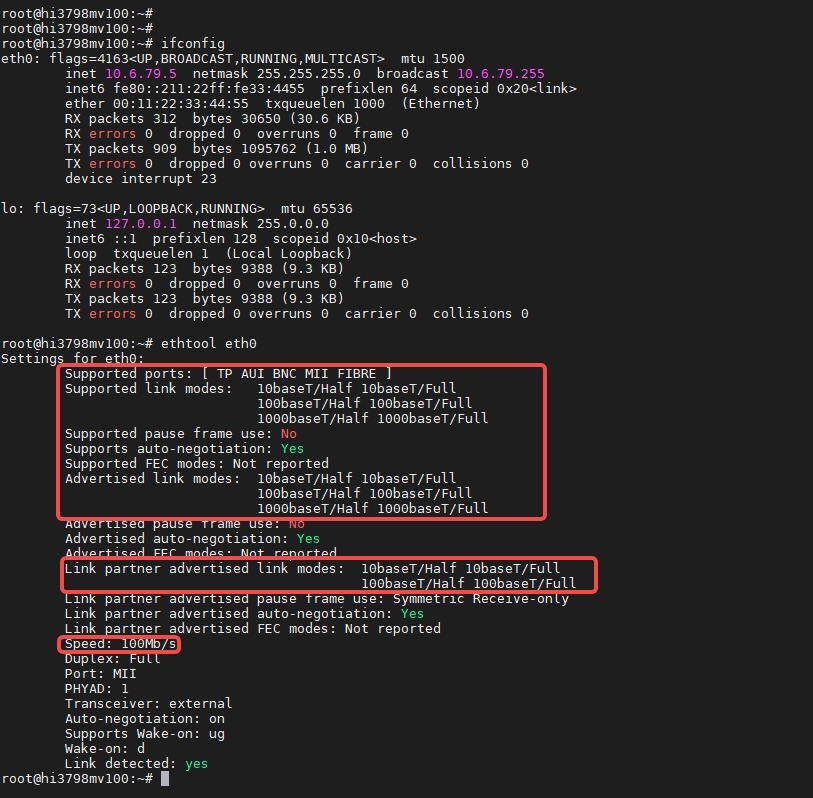 root@hi3798mv100:~#
root@hi3798mv100:~#
root@hi3798mv100:~# ifconfig
eth0: flags=4163<UP,BROADCAST,RUNNING,MULTICAST>  mtu 1500
        inet 10.6.79.5  netmask 255.255.255.0  broadcast 10.6.79.255
        inet6 fe80::211:22ff:fe33:4455  prefixlen 64  scopeid 0x20<link>
        ether 00:11:22:33:44:55  txqueuelen 1000  (Ethernet)
        RX packets 312  bytes 30650 (30.6 KB)
        RX errors 0  dropped 0  overruns 0  frame 0
        TX packets 909  bytes 1095762 (1.0 MB)
        TX errors 0  dropped 0 overruns 0  carrier 0  collisions 0
        device interrupt 23

lo: flags=73<UP,LOOPBACK,RUNNING>  mtu 65536
        inet 127.0.0.1  netmask 255.0.0.0
        inet6 ::1  prefixlen 128  scopeid 0x10<host>
        loop  txqueuelen 1  (Local Loopback)
        RX packets 123  bytes 9388 (9.3 KB)
        RX errors 0  dropped 0  overruns 0  frame 0
        TX packets 123  bytes 9388 (9.3 KB)
        TX errors 0  dropped 0 overruns 0  carrier 0  collisions 0

root@hi3798mv100:~# ethtool eth0
Settings for eth0:
        Supported ports: [ TP AUI BNC MII FIBRE ]
        Supported link modes:   10baseT/Half 10baseT/Full
                                100baseT/Half 100baseT/Full
                                1000baseT/Half 1000baseT/Full
        Supported pause frame use: No
        Supports auto-negotiation: Yes
        Supported FEC modes: Not reported
        Advertised link modes:  10baseT/Half 10baseT/Full
                                100baseT/Half 100baseT/Full
                                1000baseT/Half 1000baseT/Full
        Advertised pause frame use: No
        Advertised auto-negotiation: Yes
        Advertised FEC modes: Not reported
        Link partner advertised link modes:  10baseT/Half 10baseT/Full
                                             100baseT/Half 100baseT/Full
        Link partner advertised pause frame use: Symmetric Receive-only
        Link partner advertised auto-negotiation: Yes
        Link partner advertised FEC modes: Not reported
        Speed: 100Mb/s
        Duplex: Full
        Port: MII
        PHYAD: 1
        Transceiver: external
        Auto-negotiation: on
        Supports Wake-on: ug
        Wake-on: d
        Link detected: yes
root@hi3798mv100:~#